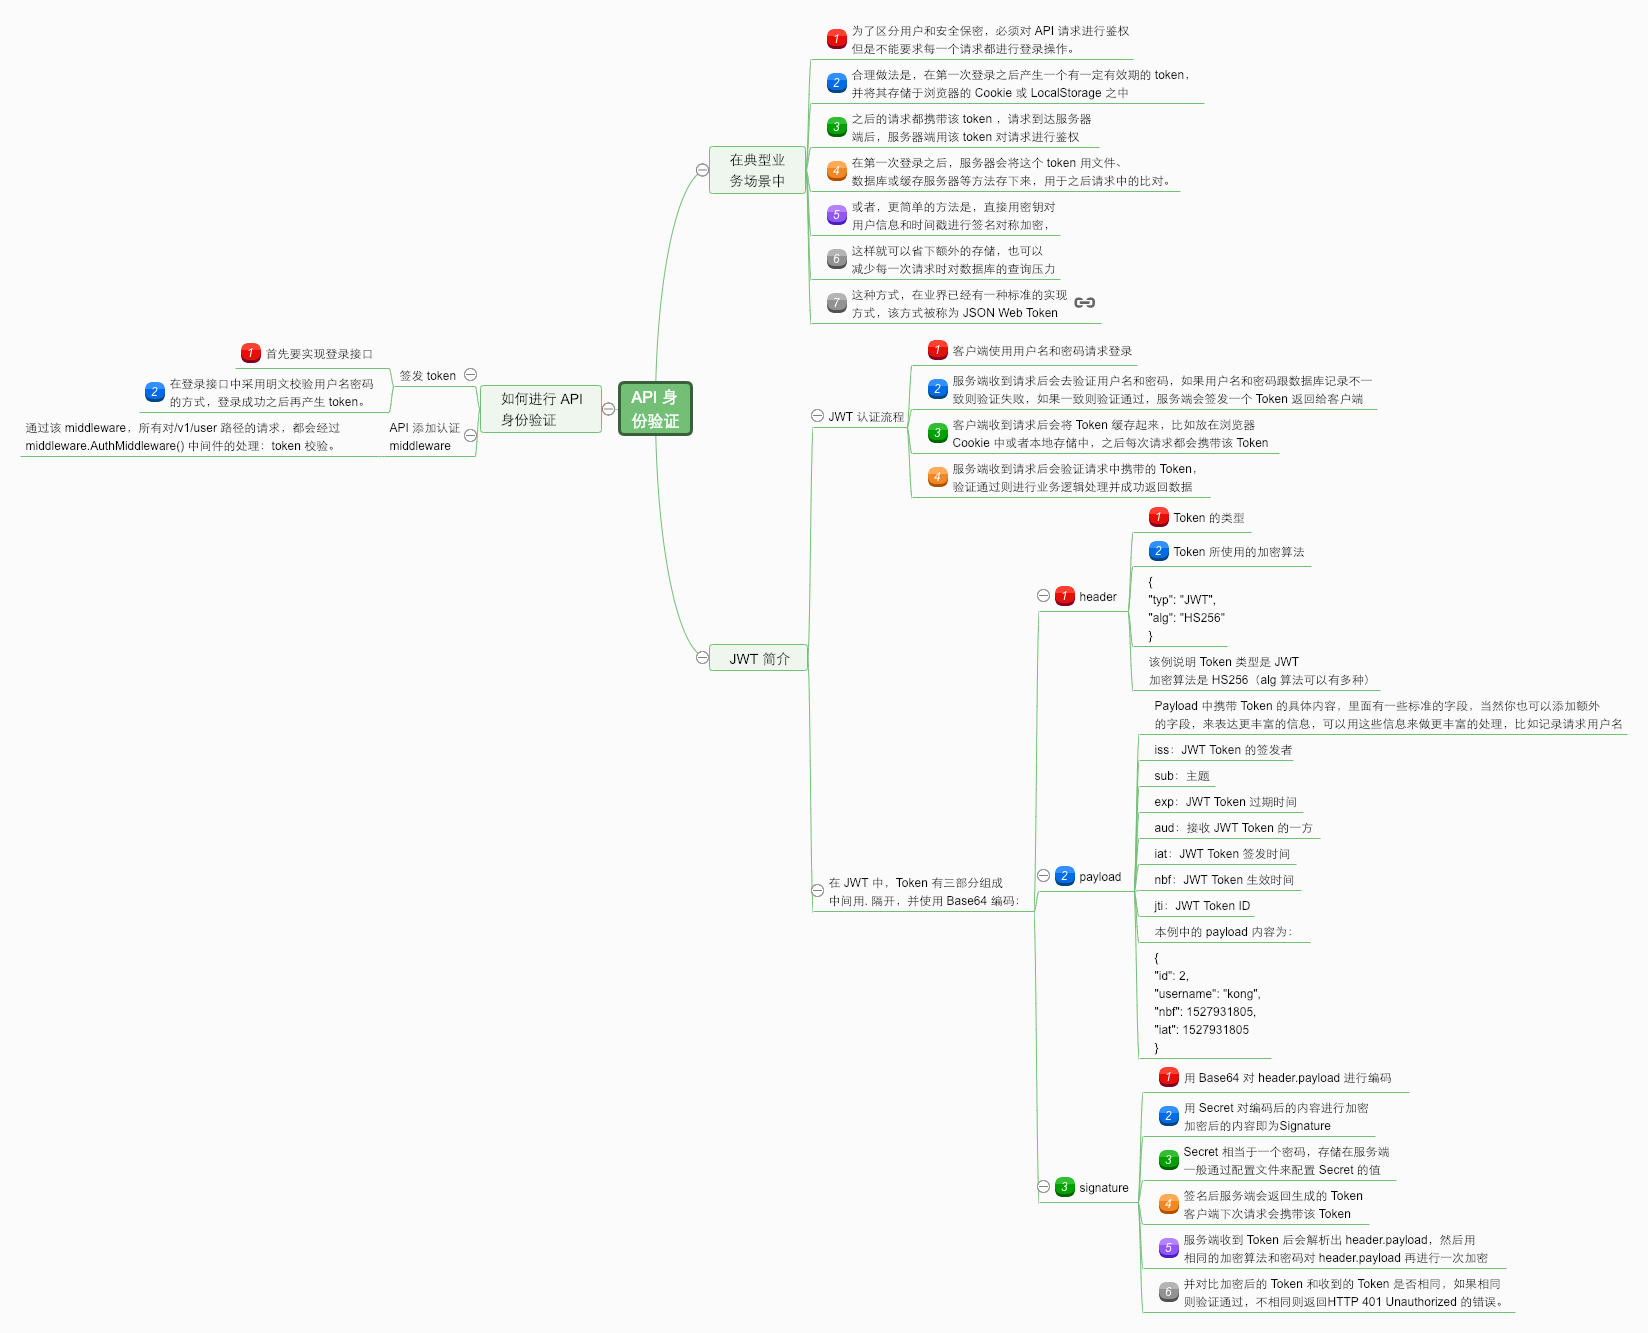 API 身
份验证
在典型业
务场景中
1
为了区分用户和安全保密，必须对 API 请求进行鉴权
但是不能要求每一个请求都进行登录操作。
2
合理做法是，在第一次登录之后产生一个有一定有效期的 token，
并将其存储于浏览器的 Cookie 或 LocalStorage 之中
3
之后的请求都携带该 token ，请求到达服务器
端后，服务器端用该 token 对请求进行鉴权
4
在第一次登录之后，服务器会将这个 token 用文件、
数据库或缓存服务器等方法存下来，用于之后请求中的比对。
5
或者，更简单的方法是，直接用密钥对
用户信息和时间戳进行签名对称加密，
6
这样就可以省下额外的存储，也可以
减少每一次请求时对数据库的查询压力
7
这种方式，在业界已经有一种标准的实现
方式，该方式被称为 JSON Web Token
JWT 简介
JWT 认证流程
1
客户端使用用户名和密码请求登录
2
服务端收到请求后会去验证用户名和密码，如果用户名和密码跟数据库记录不一
致则验证失败，如果一致则验证通过，服务端会签发一个 Token 返回给客户端
3
客户端收到请求后会将 Token 缓存起来，比如放在浏览器
Cookie 中或者本地存储中，之后每次请求都会携带该 Token
4
服务端收到请求后会验证请求中携带的 Token，
验证通过则进行业务逻辑处理并成功返回数据
在 JWT 中，Token 有三部分组成
中间用. 隔开，并使用 Base64 编码：
1 header
1
Token 的类型
2
Token 所使用的加密算法
{
"typ": "JWT",
"alg": "HS256"
}
该例说明 Token 类型是 JWT
加密算法是 HS256（alg 算法可以有多种）
2 payload
Payload 中携带 Token 的具体内容，里面有一些标准的字段，当然你也可以添加额外
的字段，来表达更丰富的信息，可以用这些信息来做更丰富的处理，比如记录请求用户名
iss：JWT Token 的签发者
sub：主题
exp：JWT Token 过期时间
aud：接收 JWT Token 的一方
iat：JWT Token 签发时间
nbf：JWT Token 生效时间
jti：JWT Token ID
本例中的 payload 内容为：
{
"id": 2,
"username": "kong",
"nbf": 1527931805,
"iat": 1527931805
}
3 signature
1
用 Base64 对 header.payload 进行编码
2
用 Secret 对编码后的内容进行加密
加密后的内容即为Signature
3
Secret 相当于一个密码，存储在服务端
一般通过配置文件来配置 Secret 的值
4
签名后服务端会返回生成的 Token
客户端下次请求会携带该 Token
5
服务端收到 Token 后会解析出 header.payload，然后用
相同的加密算法和密码对 header.payload 再进行一次加密
6
并对比加密后的 Token 和收到的 Token 是否相同，如果相同
则验证通过，不相同则返回HTTP 401 Unauthorized 的错误。
如何进行 API
身份验证
签发 token
1
首先要实现登录接口
2
在登录接口中采用明文校验用户名密码
的方式，登录成功之后再产生 token。
API 添加认证
middleware
通过该 middleware，所有对/v1/user 路径的请求，都会经过
middleware.AuthMiddleware() 中间件的处理：token 校验。